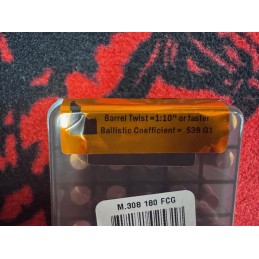 Barrel Twist =1:10" or faster
Ballistic Coefficient = .539 G1
M.308 180 FCG